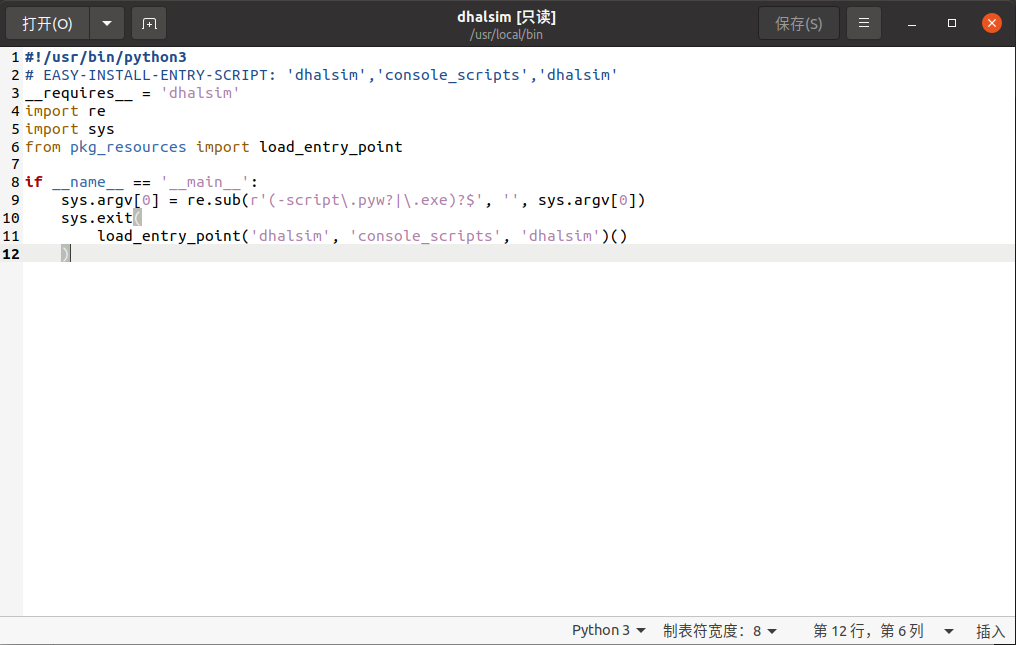 打开(O)
dhalsim [只读]
/usr/local/bin
保存(S)
1 #!/usr/bin/python3
2 # EASY-INSTALL-ENTRY-SCRIPT: 'dhalsim','console_scripts','dhalsim'
3 __requires__ = 'dhalsim'
4 import re
5 import sys
6 from pkg_resources import load_entry_point
7
8 if __name__ == '__main__':
9     sys.argv[0] = re.sub(r'(-script\.pyw?|\.exe)?$', '', sys.argv[0])
10     sys.exit(
11         load_entry_point('dhalsim', 'console_scripts', 'dhalsim')()
12     )
Python 3 制表符宽度：8 第 12 行，第 6 列 插入